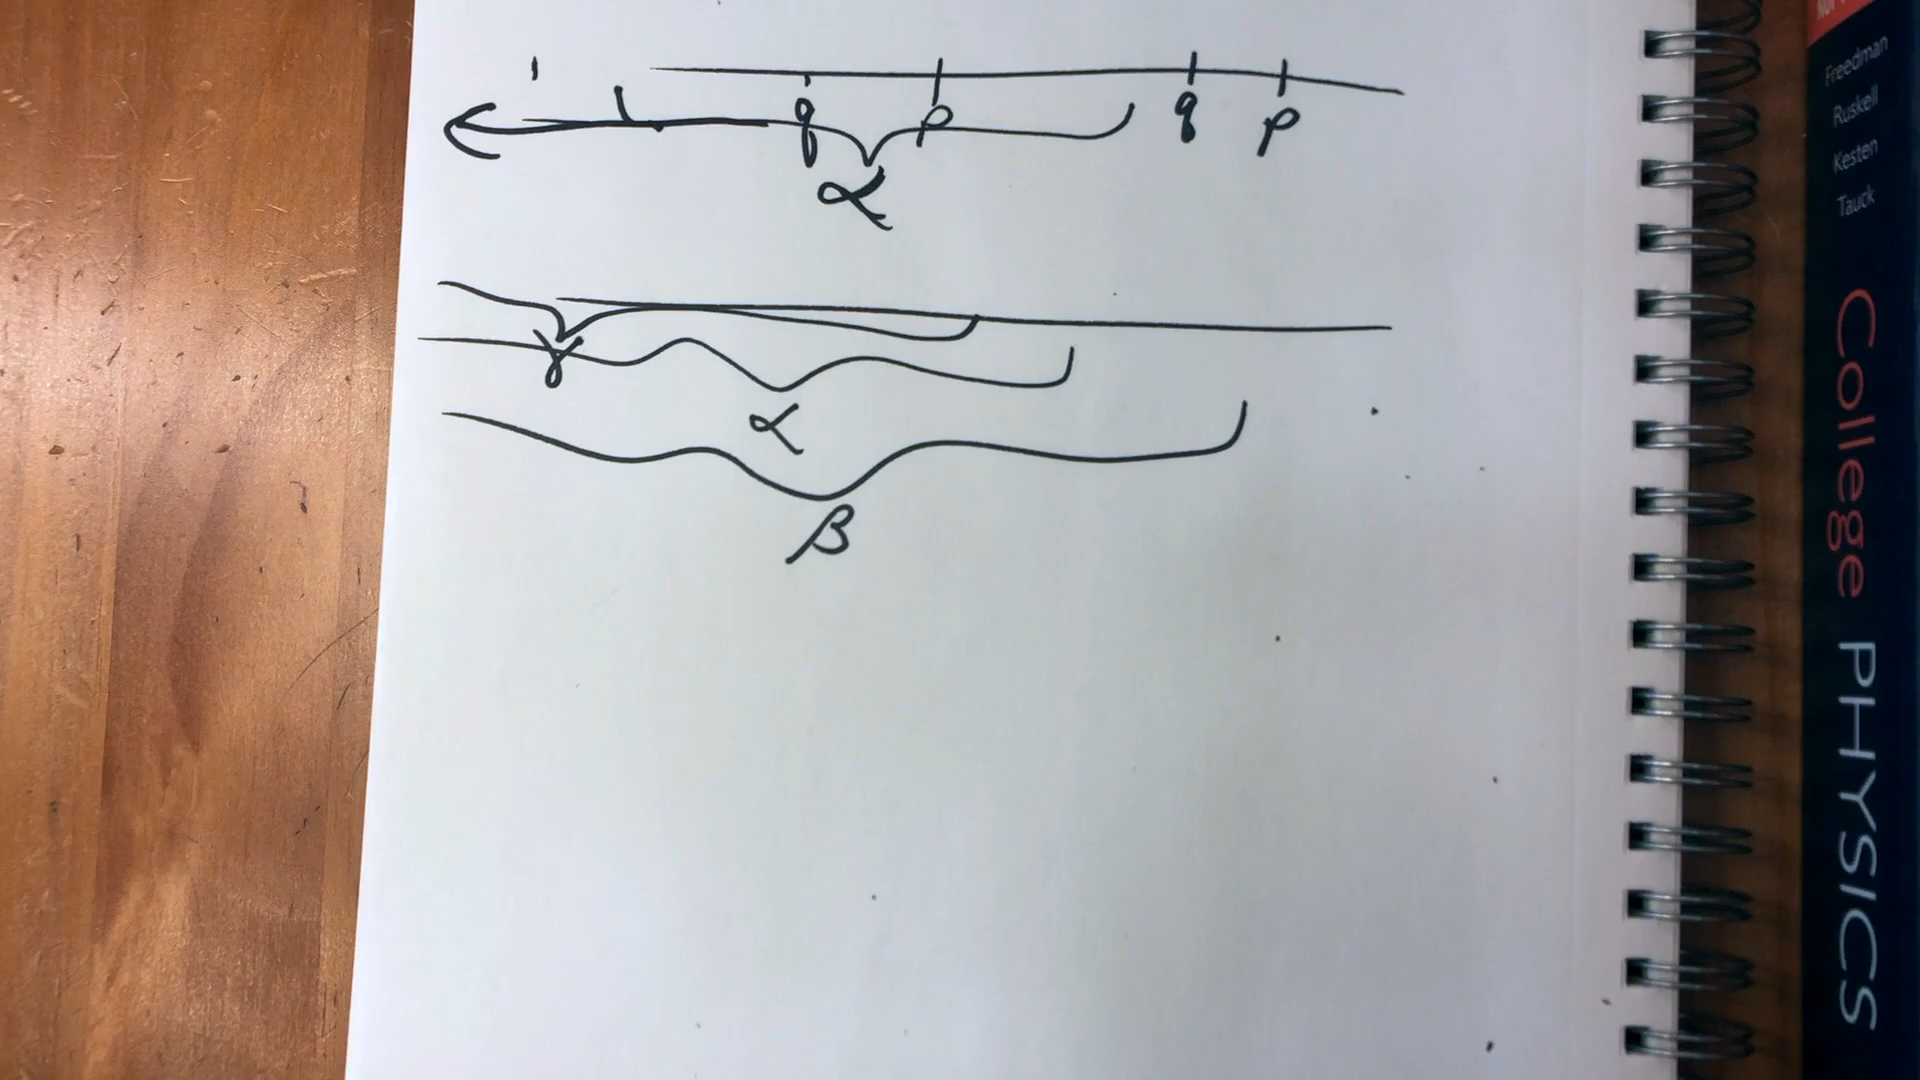 q p q p
α
γ
α
β
Freedman
Ruskell
Kesten
Tauck
College PHYSICS